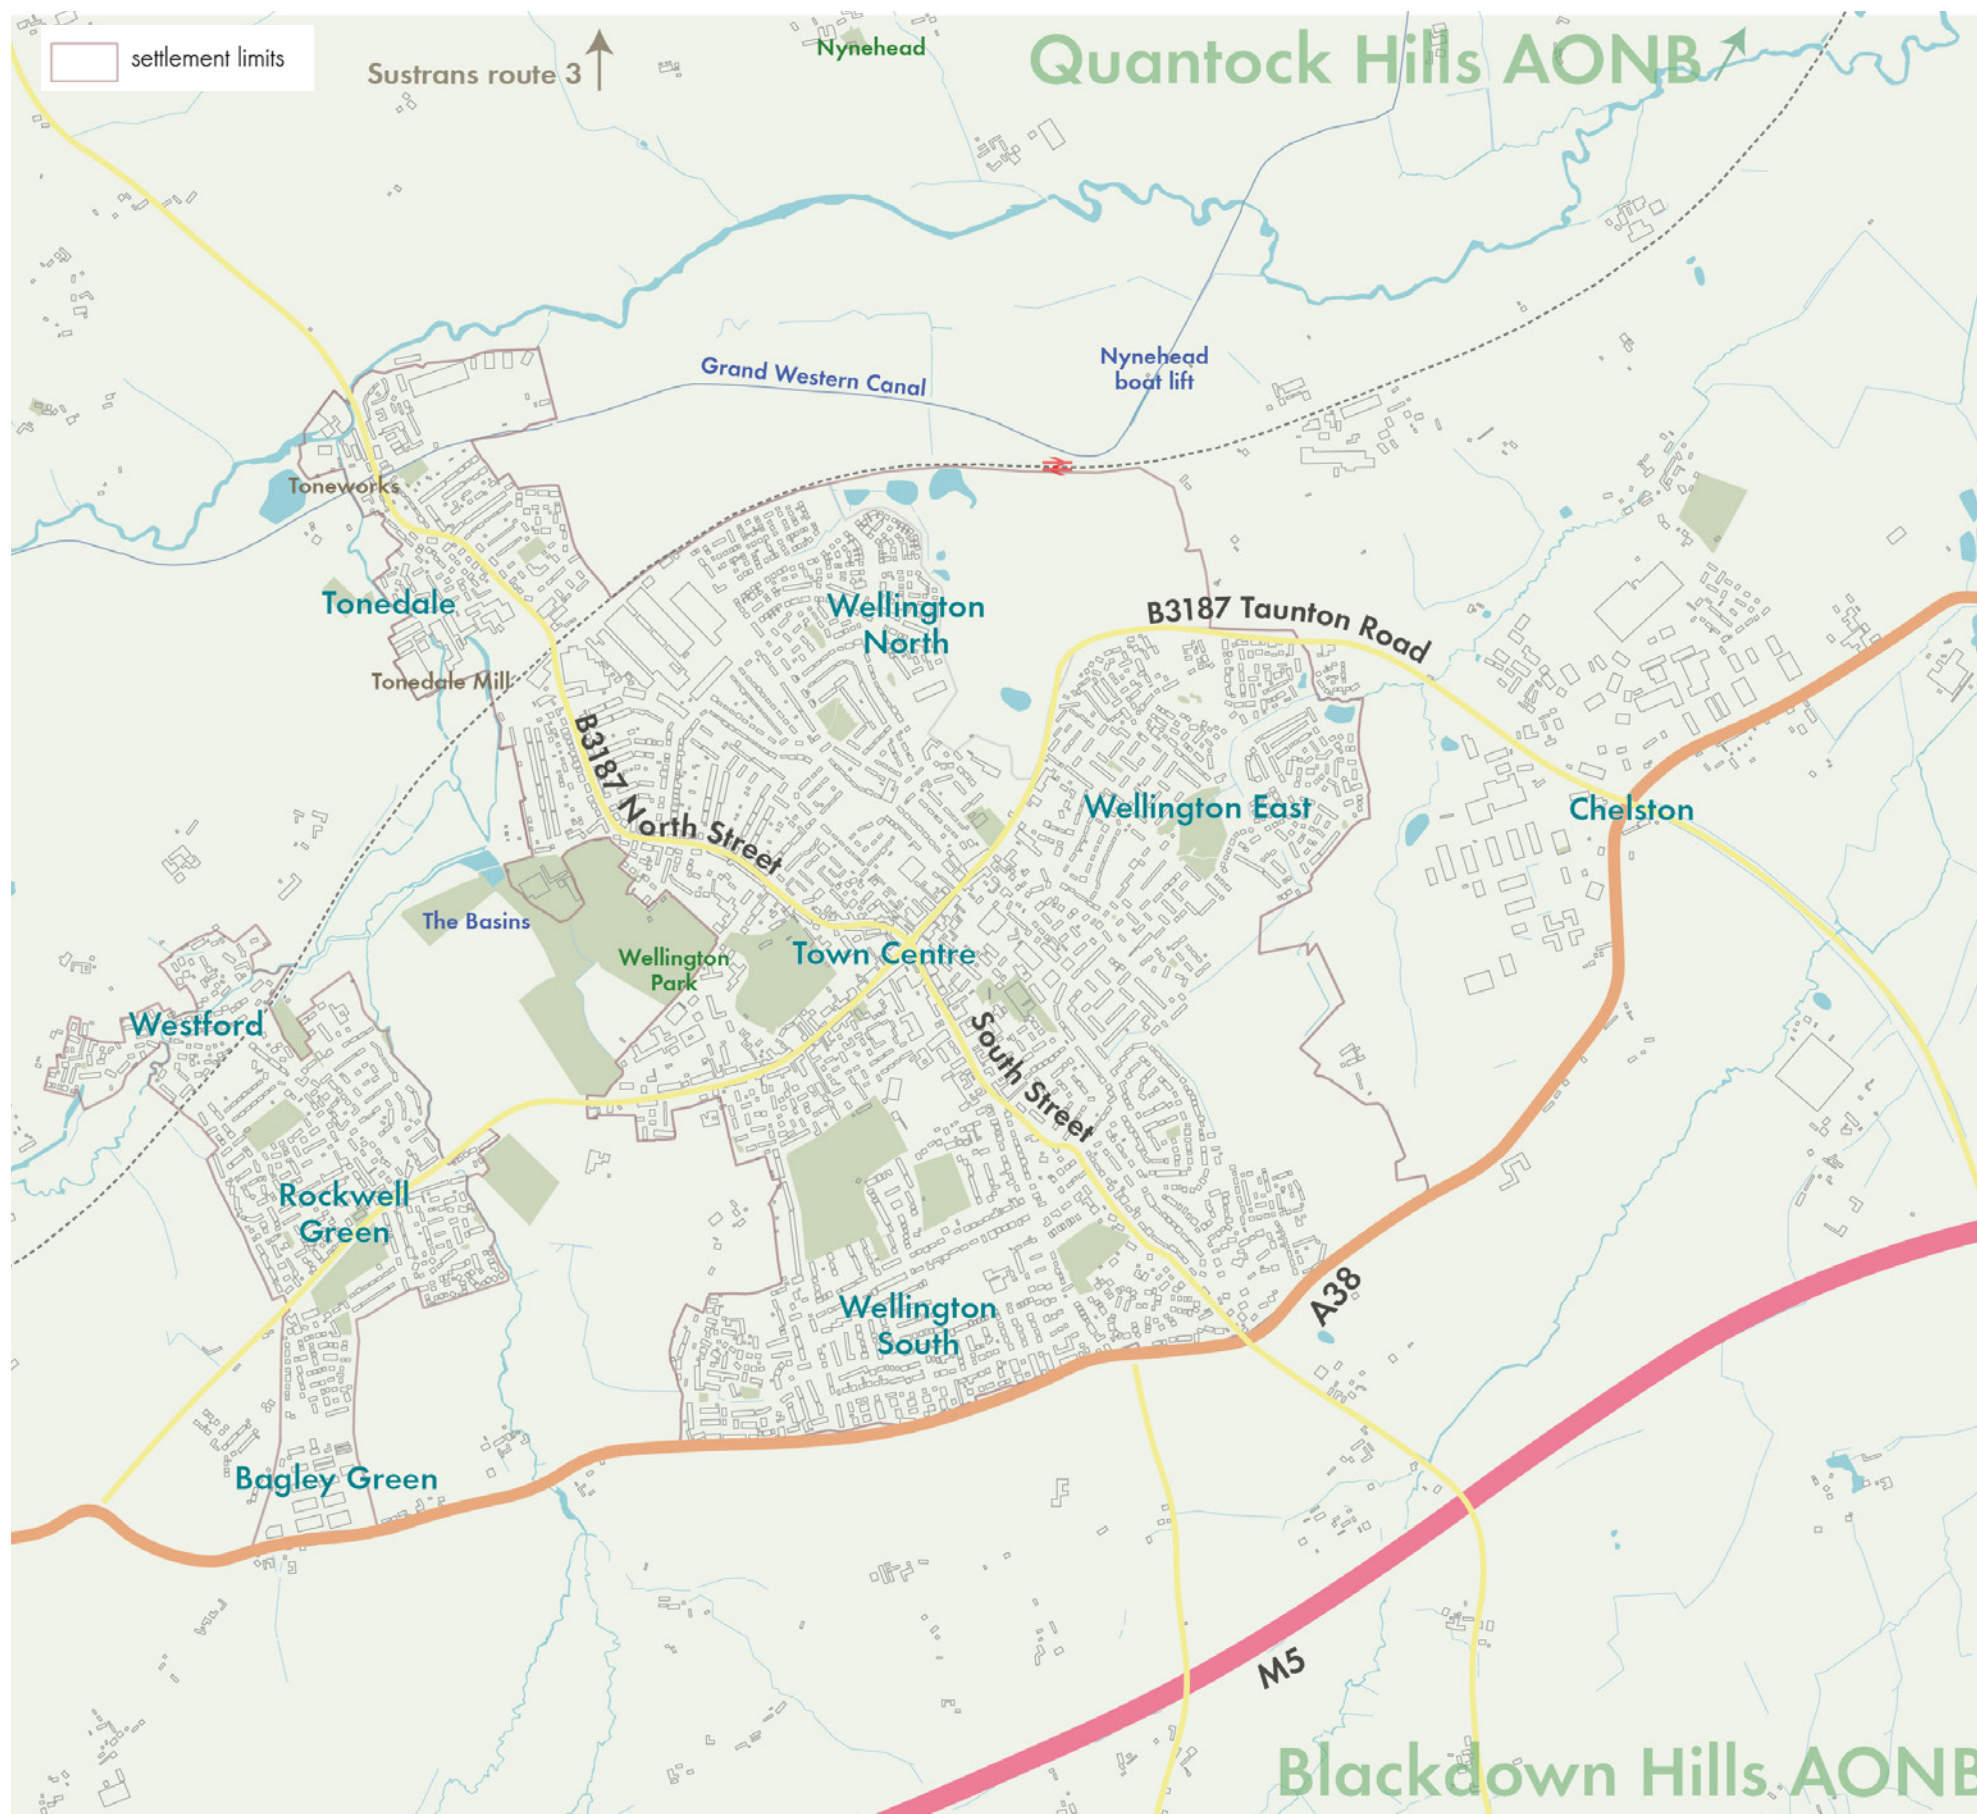 settlement limits
Sustrans route 3
Nynehead
Quantock Hills AONB
Grand Western Canal
Nynehead
boat lift
Toneworks
Tonedale
Wellington
North
B3187 Taunton Road
Tonedale Mill
B3187 North Street
Wellington East
Chelston
The Basins
Wellington
Park
Town Centre
Westford
South Street
Rockwell
Green
A38
Wellington
South
Bagley Green
M5
Blackdown Hills AONB